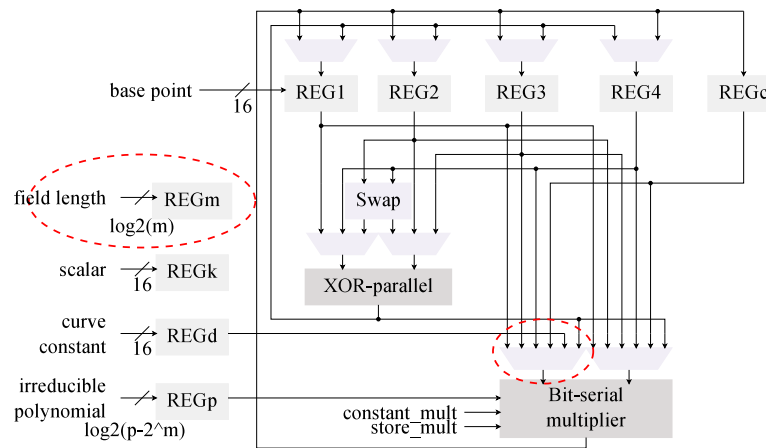 base point
16
REG1
REG2
REG3
REG4
REGc
field length
REGm
log2(m)
Swap
scalar
16
REGk
XOR-parallel
curve
constant
16
REGd
irreducible
polynomial
REGp
log2(p-2^m)
constant_mult
store_mult
Bit-serial
multiplier